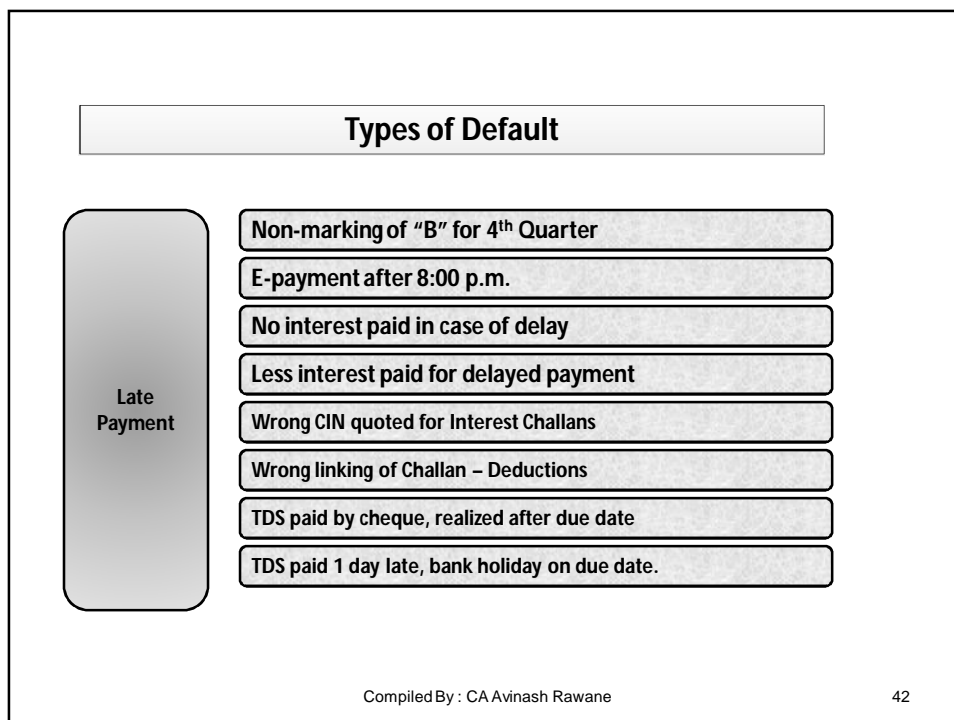 Types of Default
Late
Payment
Non-marking of “B” for 4th Quarter
E-payment after 8:00 p.m.
No interest paid in case of delay
Less interest paid for delayed payment
Wrong CIN quoted for Interest Challans
Wrong linking of Challan – Deductions
TDS paid by cheque, realized after due date
TDS paid 1 day late, bank holiday on due date.
Compiled By : CA Avinash Rawane
42